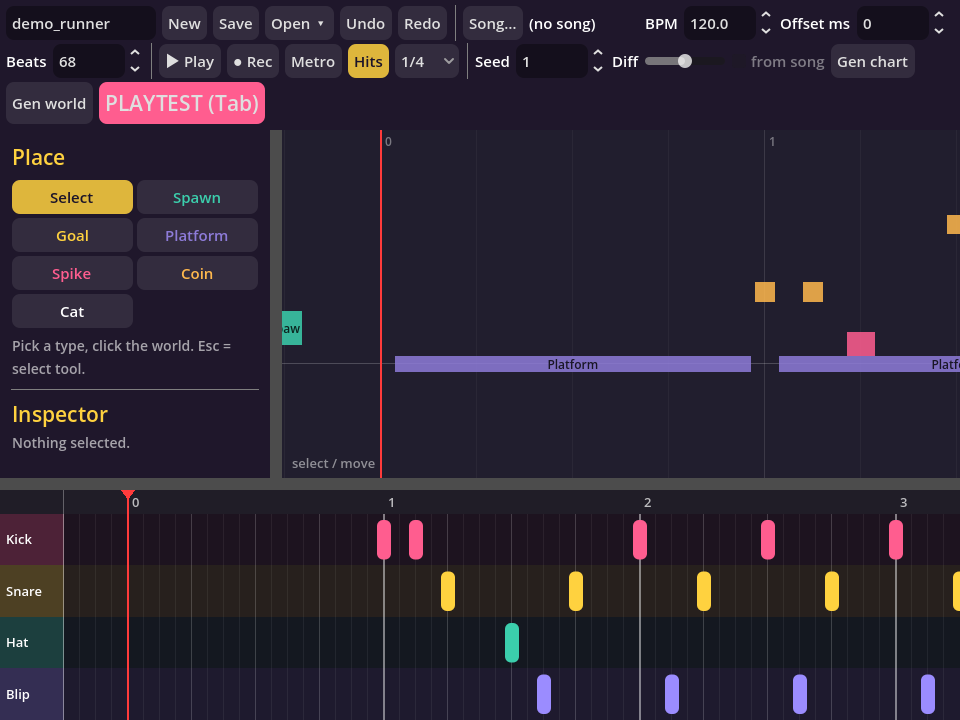 demo_runner New Save Open ▾ Undo Redo Song... (no song) BPM 120.0 Offset ms 0
Beats 68 ▶ Play ● Rec Metro Hits 1/4 Seed 1 Diff from song Gen chart
Gen world PLAYTEST (Tab)
Place
Select Spawn
Goal Platform
Spike Coin
Cat
Pick a type, click the world. Esc =
select tool.
Inspector
Nothing selected.
0 1
aw
Platform Platf
select / move
0 1 2 3
Kick
Snare
Hat
Blip